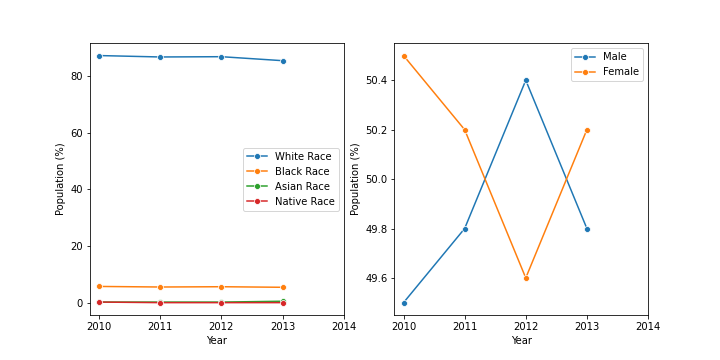 80
60
40
20
0
Population (%)
2010 2011 2012 2013 2014
Year
White Race
Black Race
Asian Race
Native Race
50.4
50.2
50.0
49.8
49.6
Population (%)
2010 2011 2012 2013 2014
Year
Male
Female